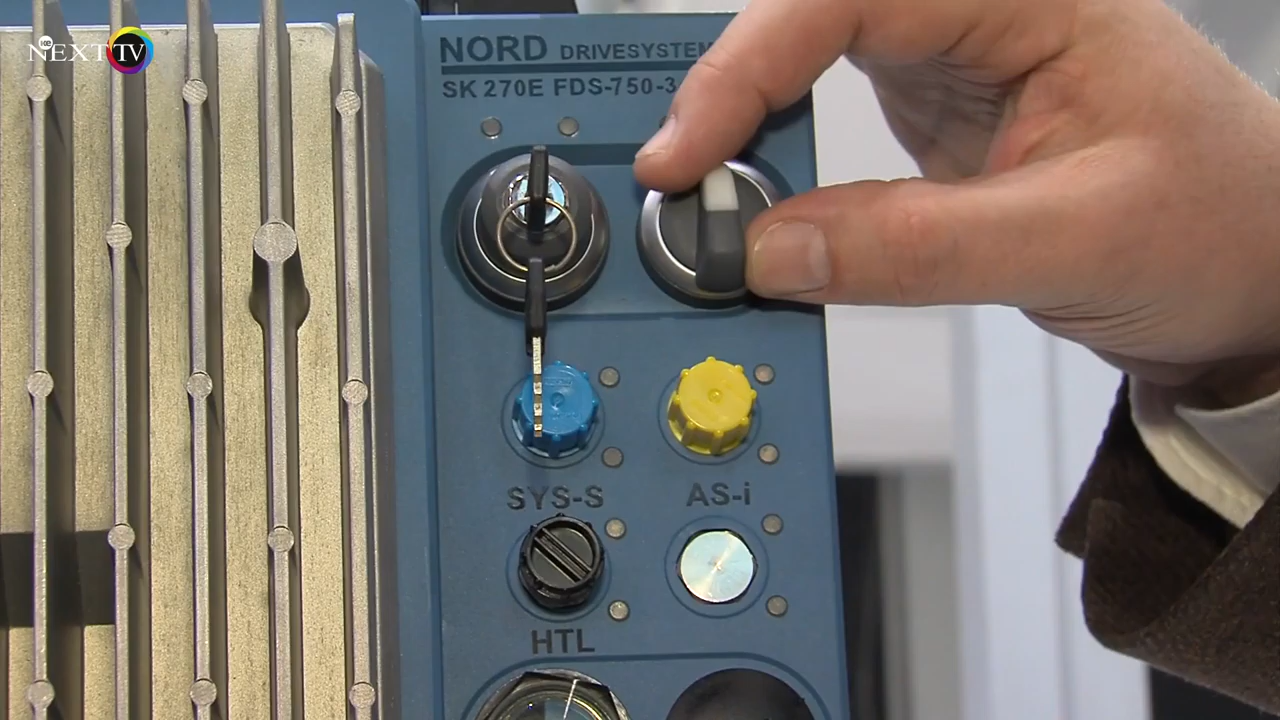 NEXT TV
NORD DRIVESYSTEM
SK 270E FDS-750-3
SYS-S
AS-i
HTL